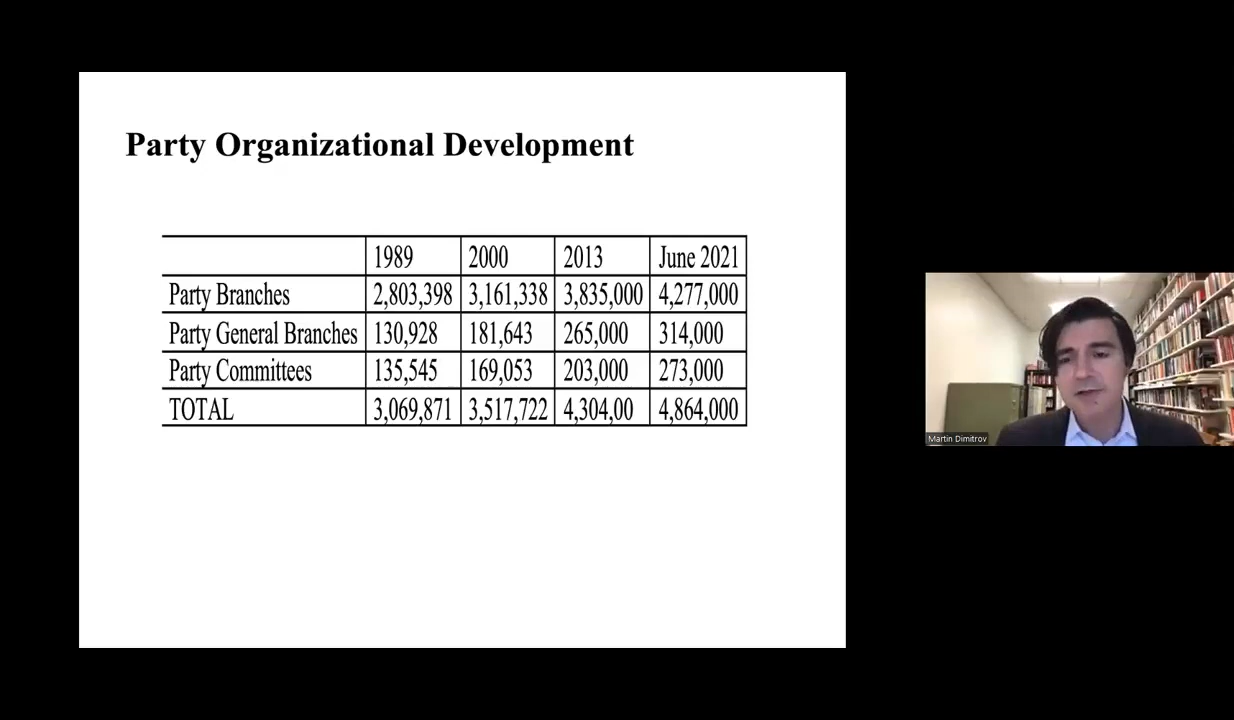 Party Organizational Development
1989 2000 2013 June 2021
Party Branches 2,803,398 3,161,338 3,835,000 4,277,000
Party General Branches 130,928 181,643 265,000 314,000
Party Committees 135,545 169,053 203,000 273,000
TOTAL 3,069,871 3,517,722 4,304,00 4,864,000
Martin Dimitrov